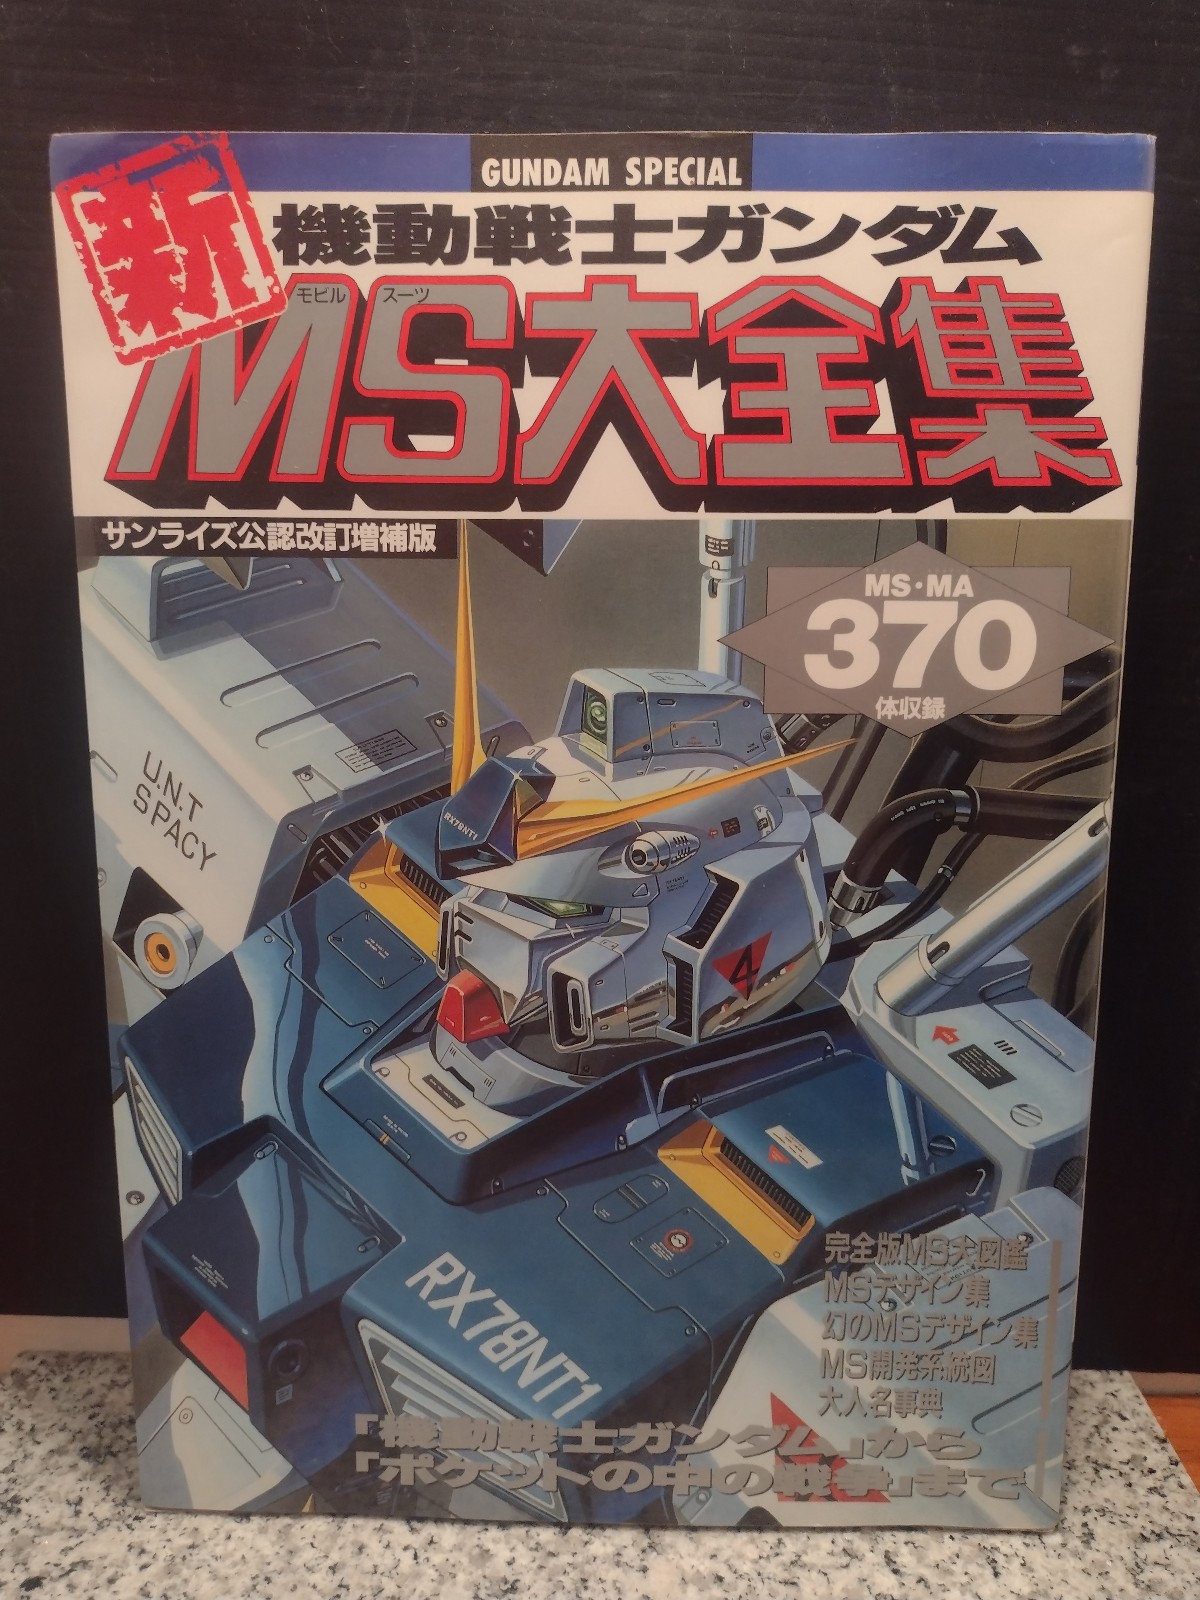 GUNDAM SPECIAL
新
機動戦士ガンダム
モビル スーツ
MS大全集
サンライズ公認改訂増補版
MS・MA
370
体収録
U.N.T
SPACY
RX78NT1
4
RX78NT1
完全版MS大図鑑
MSデザイン集
幻のMSデザイン集
MS開発系統図
大人名事典
「機動戦士ガンダム」から
「ポケットの中の戦争」まで